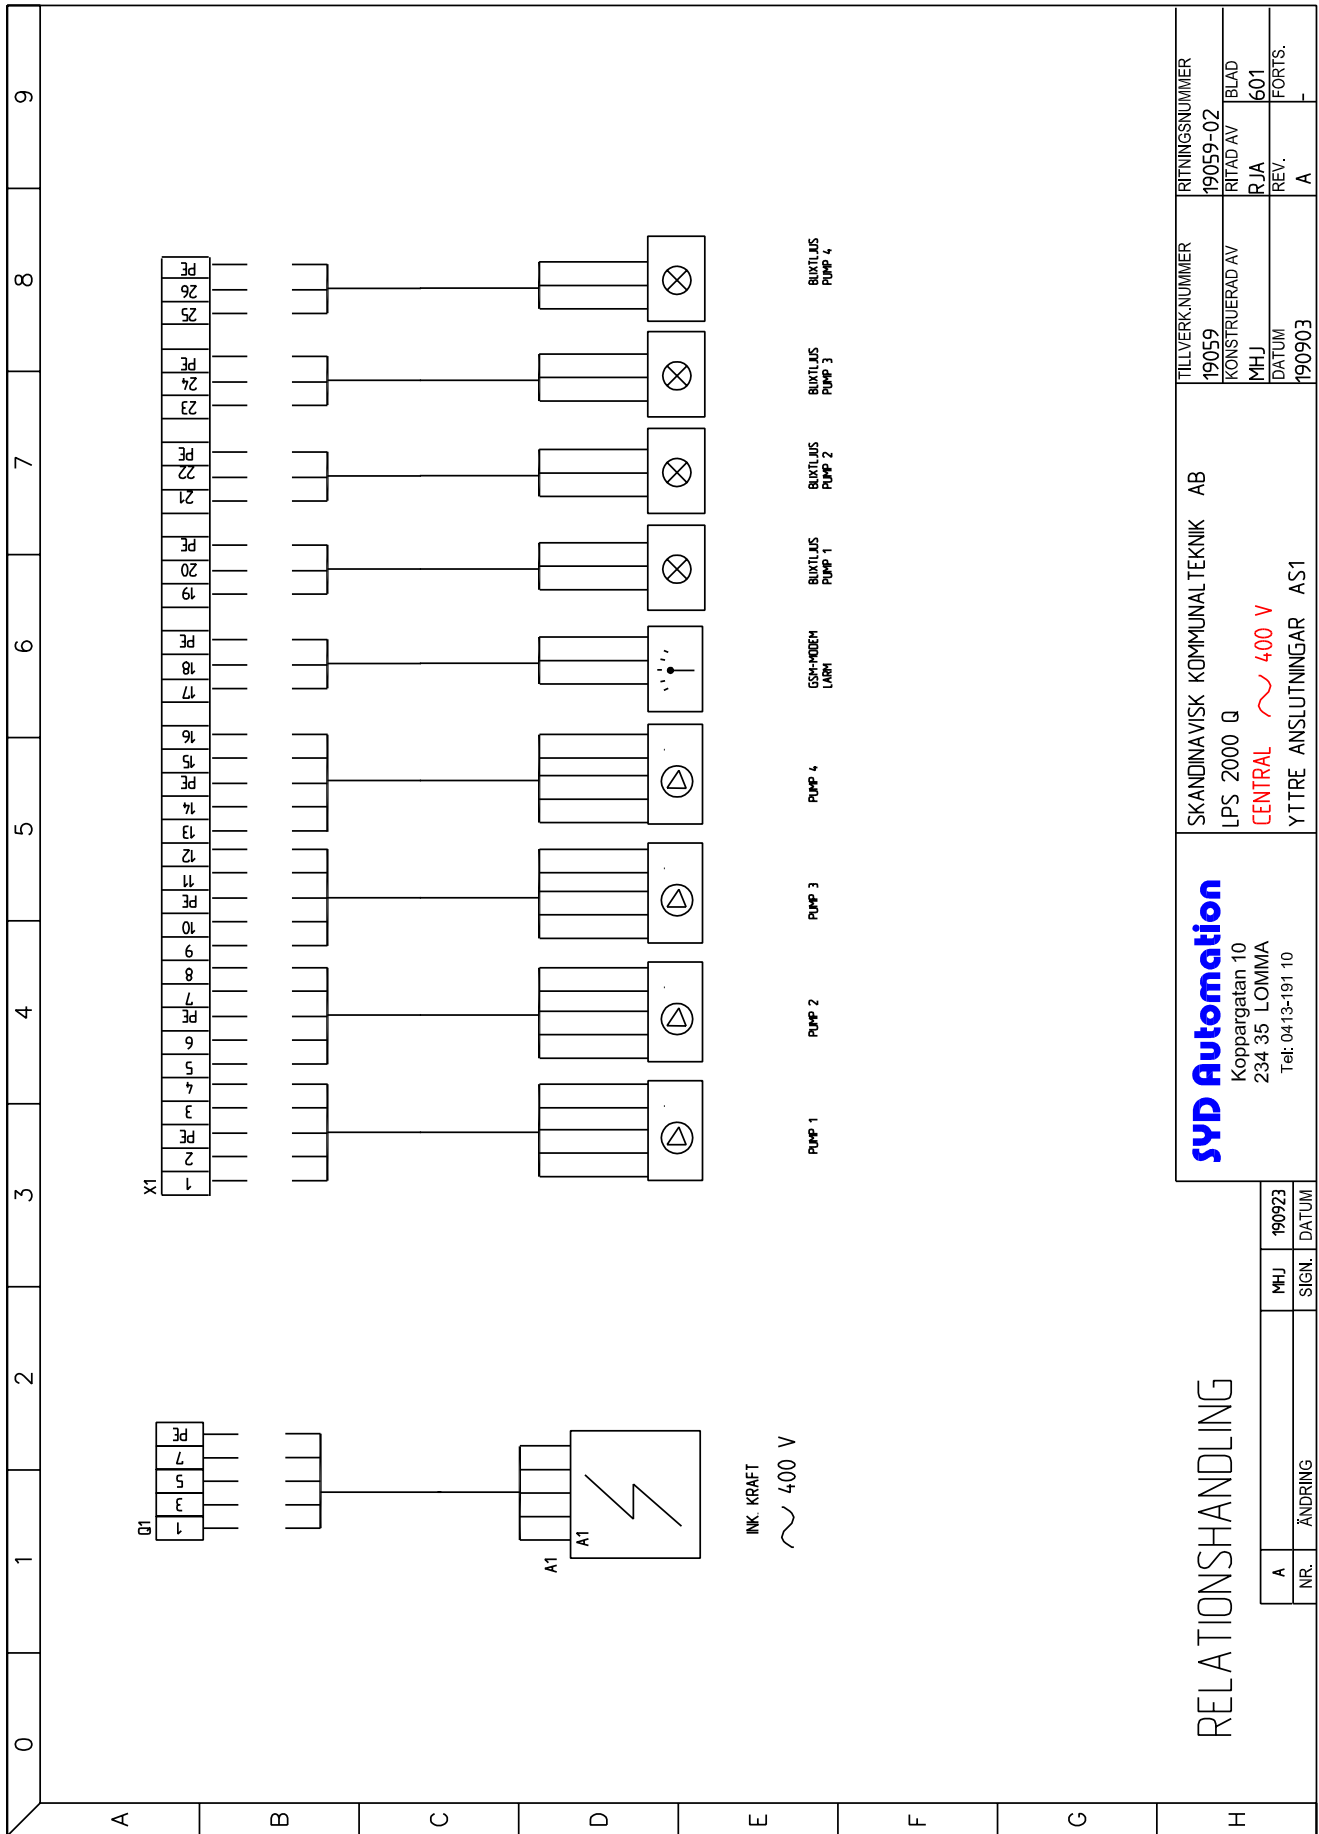 0 1 2 3 4 5 6 7 8 9
A
B
C
D
E
F
G
H
Q1
1 3 5 7 PE
X1
1 2 PE 3 4 5 6 PE 7 8 9 10 PE 11 12 13 14 PE 15 16 17 18 PE 19 20 PE 21 22 PE 23 24 PE 25 26 PE
A1
A1
INK. KRAFT
~ 400 V
PUMP 1
PUMP 2
PUMP 3
PUMP 4
GSM-MODEM
LARM
BLIXTLJUS
PUMP 1
BLIXTLJUS
PUMP 2
BLIXTLJUS
PUMP 3
BLIXTLJUS
PUMP 4
RELATIONSHANDLING
A MHJ 190923
NR. ÄNDRING SIGN. DATUM
SYD Automation
Koppargatan 10
234 35 LOMMA
Tel: 0413-191 10
SKANDINAVISK KOMMUNALTEKNIK AB
LPS 2000 Q
CENTRAL ~ 400 V
YTTRE ANSLUTNINGAR AS1
TILLVERK.NUMMER
19059
KONSTRUERAD AV
MHJ
DATUM
190903
RITNINGSNUMMER
19059-02
RITAD AV
RJA
BLAD
601
REV.
A
FORTS.
-